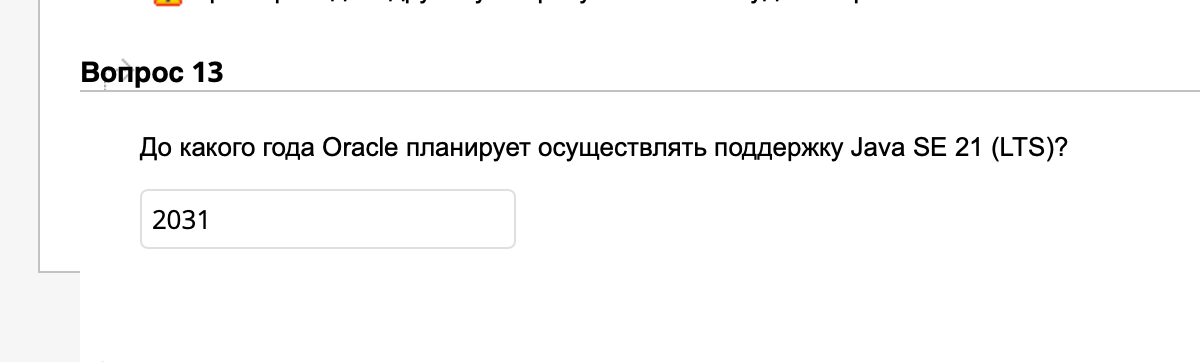 Вопрос 13
До какого года Oracle планирует осуществлять поддержку Java SE 21 (LTS)?
2031